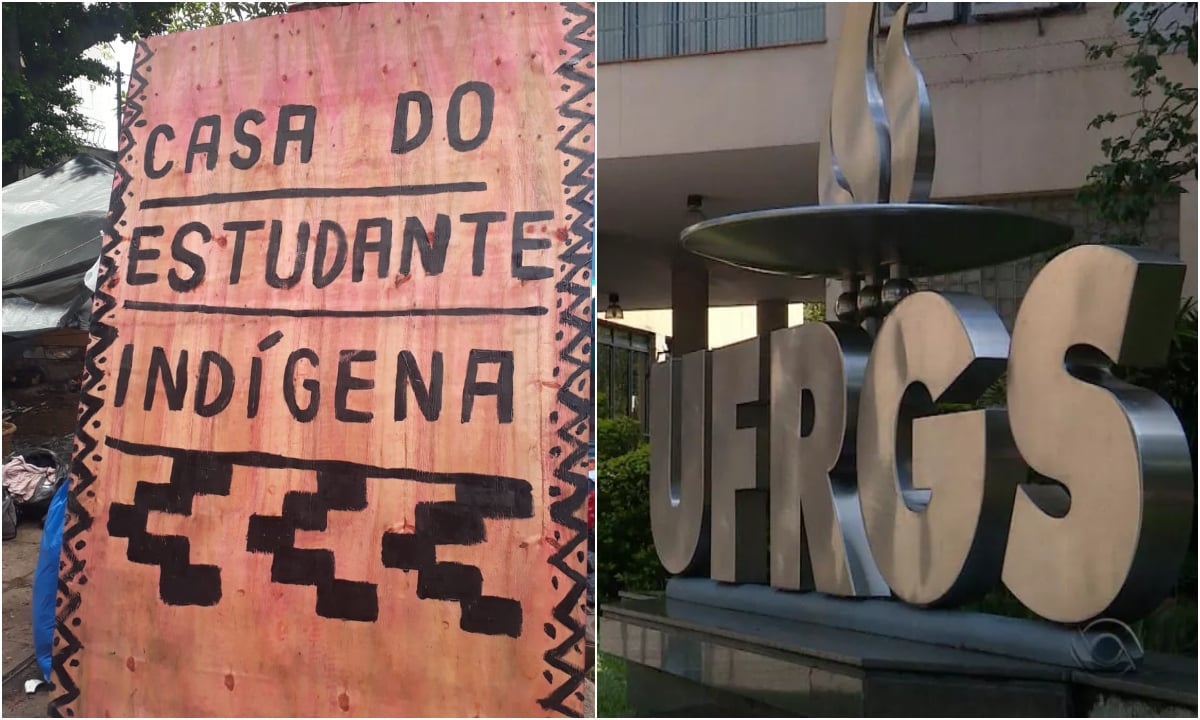 CASA DO
ESTUDANTE
INDÍGENA
UFRGS